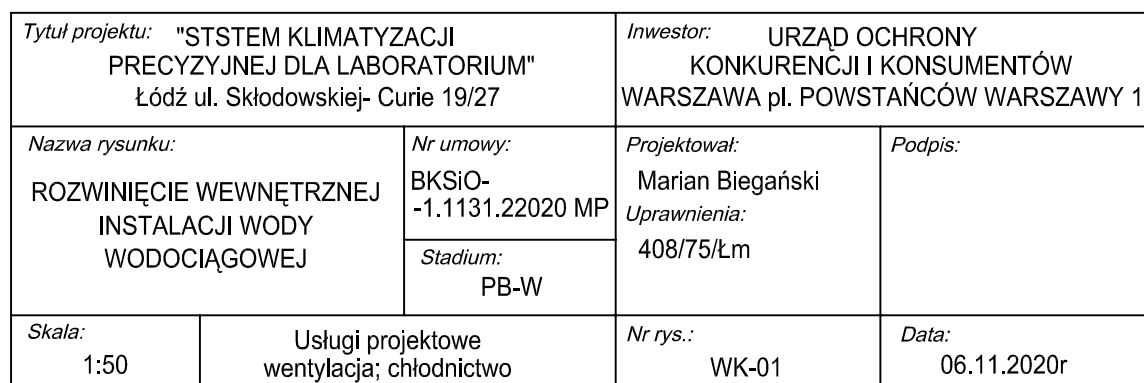 Tytuł projektu: "STSTEM KLIMATYZACJI
PRECYZYJNEJ DLA LABORATORIUM"
Łódź ul. Skłodowskiej- Curie 19/27
Inwestor: URZĄD OCHRONY
KONKURENCJI I KONSUMENTÓW
WARSZAWA pl. POWSTAŃCÓW WARSZAWY 1
Nazwa rysunku:
ROZWINIĘCIE WEWNĘTRZNEJ
INSTALACJI WODY
WODOCIĄGOWEJ
Nr umowy:
BKSiO-
-1.1131.22020 MP
Stadium:
PB-W
Projektował:
Marian Biegański
Uprawnienia:
408/75/Łm
Podpis:
Skala:
1:50
Usługi projektowe
wentylacja; chłodnictwo
Nr rys.:
WK-01
Data:
06.11.2020r